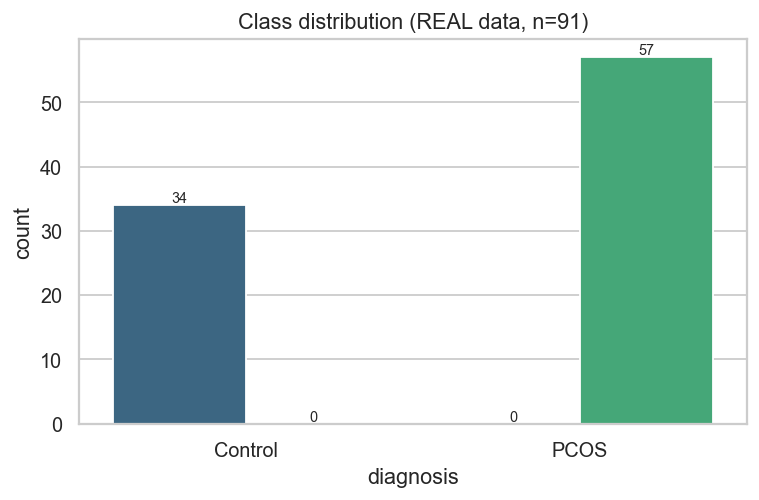 Class distribution (REAL data, n=91)
57
50
40
34
30
20
10
0
0
0
count
Control
PCOS
diagnosis